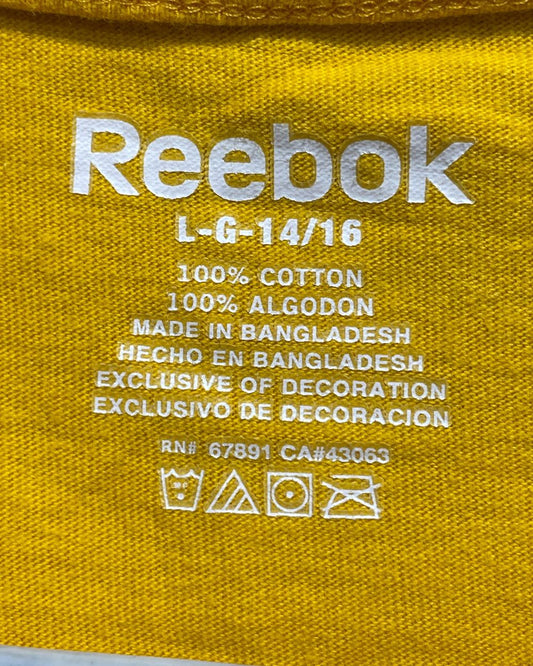 Reebok
L-G-14/16
100% COTTON
100% ALGODON
MADE IN BANGLADESH
HECHO EN BANGLADESH
EXCLUSIVE OF DECORATION
EXCLUSIVO DE DECORACION
RN# 67891 CA#43063